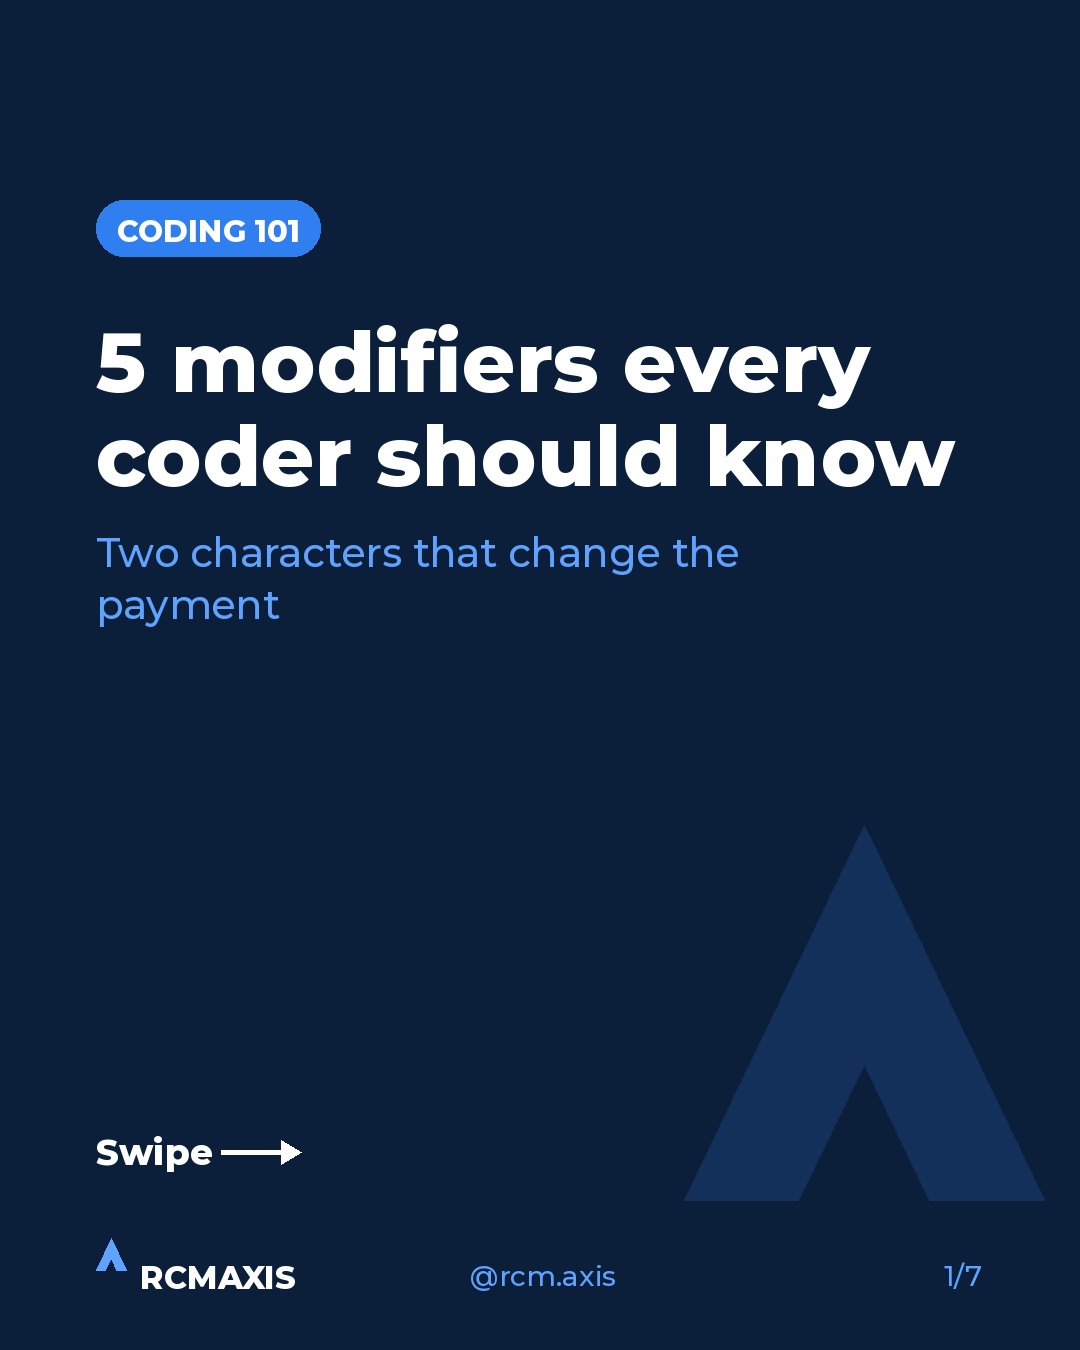 CODING 101
5 modifiers every
coder should know
Two characters that change the
payment
Swipe
RCMAXIS
@rcm.axis
1/7